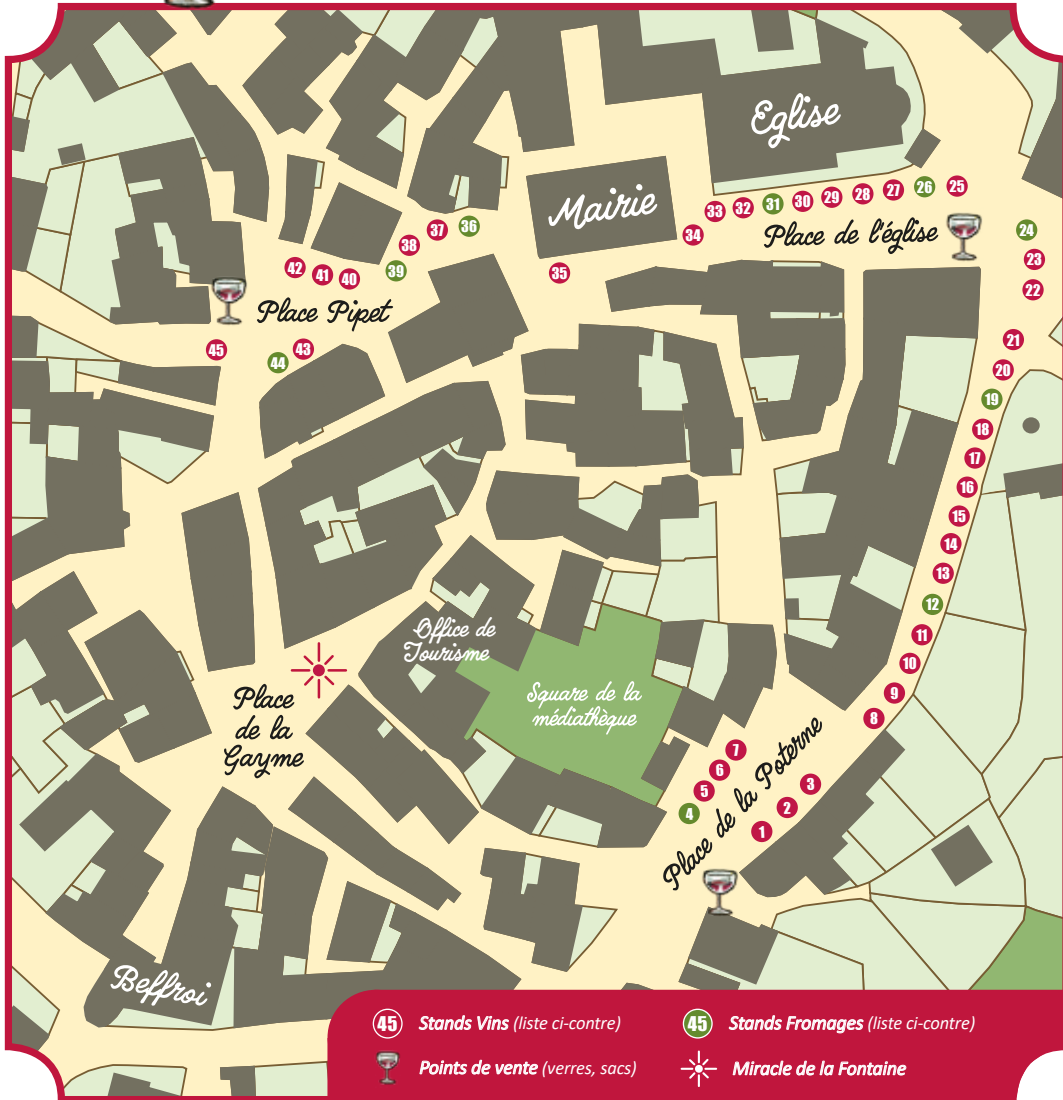 Eglise
Mairie
33 32 31 30 29 28 27 26 25
34
Place de l'église
24
23
22
35
36
37
38
39
42 41 40
Place Pipet
45
44 43
21
20
19
18
17
16
15
14
13
12
11
10
9
8
Office de
Tourisme
Square de la
médiathèque
Place
de la
Gayme
7
6
5
4
3
2
1
Place de la Poterne
Beffroi
45 Stands Vins (liste ci-contre)
45 Stands Fromages (liste ci-contre)
Points de vente (verres, sacs)
Miracle de la Fontaine